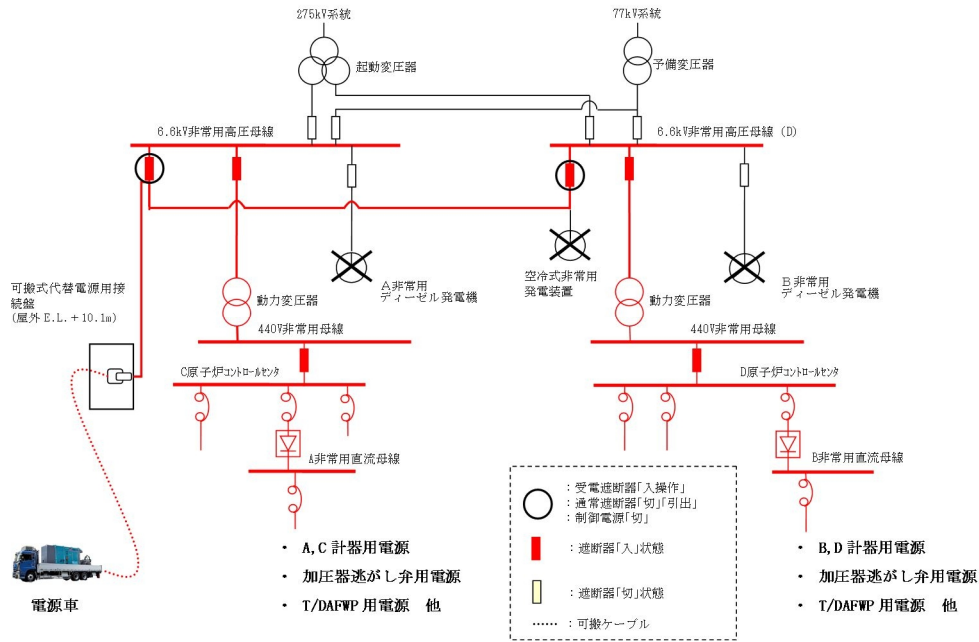 275kV系統
77kV系統
起動変圧器
予備変圧器
6.6kV非常用高圧母線
6.6kV非常用高圧母線(D)
A非常用
ディーゼル発電機
空冷式非常用
発電装置
B非常用
ディーゼル発電機
可搬式代替電源用接
続盤
(屋外E.L.+10.1m)
動力変圧器
動力変圧器
440V非常用母線
440V非常用母線
C原子炉コントロールセンタ
D原子炉コントロールセンタ
A非常用直流母線
B非常用直流母線
:受電遮断器「入操作」
:通常遮断器「切」「引出」
:制御電源「切」
:遮断器「入」状態
:遮断器「切」状態
:可搬ケーブル
電源車
・ A,C 計器用電源
・ 加圧器逃がし弁用電源
・ T/DAFWP 用電源 他
・ B,D 計器用電源
・ 加圧器逃がし弁用電源
・ T/DAFWP 用電源 他